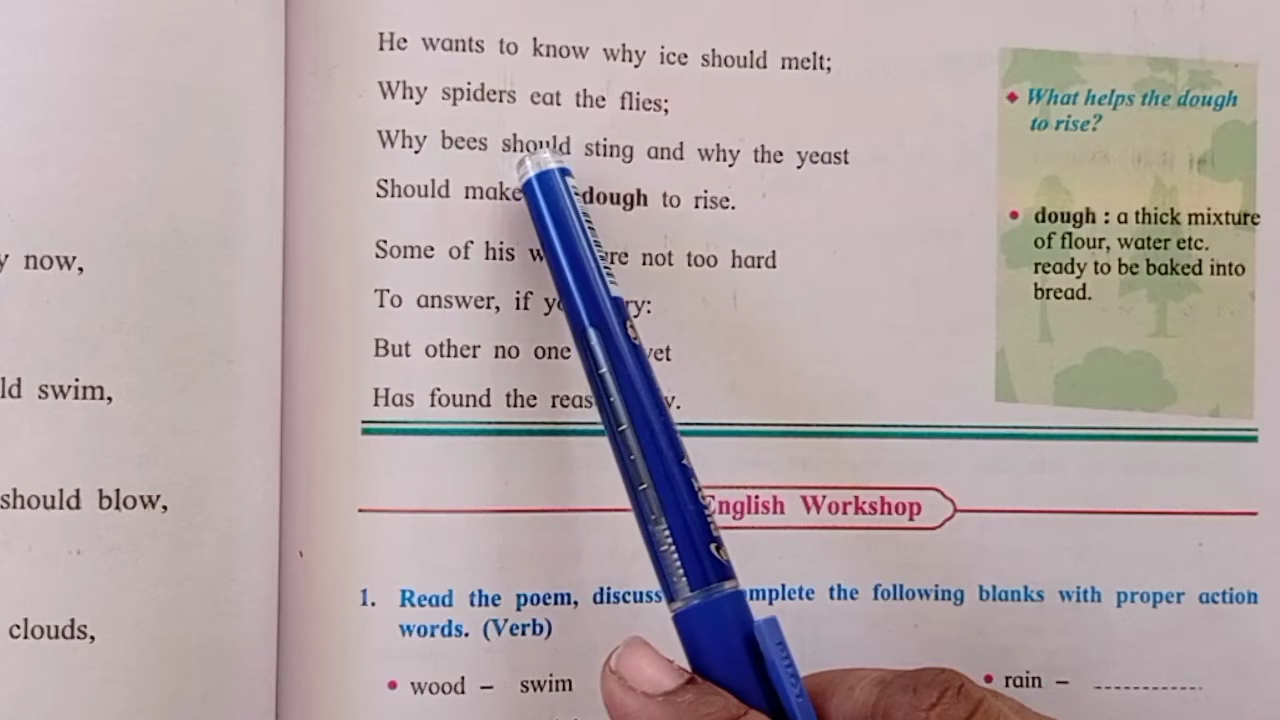 y now,
ld swim,
should blow,
clouds,
He wants to know why ice should melt;
Why spiders eat the flies;
Why bees should sting and why the yeast
Should make dough to rise.
Some of his w re not too hard
To answer, if y ry:
But other no one yet
Has found the reas y.
What helps the dough
to rise?
dough : a thick mixture
of flour, water etc.
ready to be baked into
bread.
English Workshop
1. Read the poem, discuss mplete the following blanks with proper action
words. (Verb)
wood – swim
rain – ------------